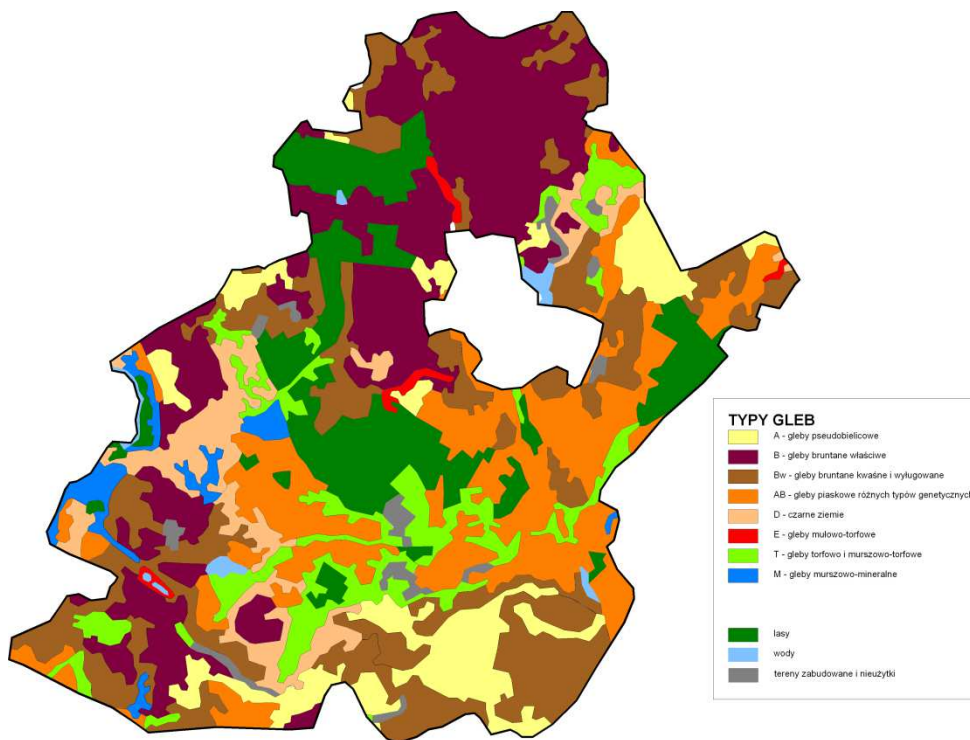 TYPY GLEB
A - gleby pseudobielicowe
B - gleby bruntane właściwe
Bw - gleby bruntane kwaśne i wyługowane
AB - gleby piaskowe różnych typów genetycznych
D - czarne ziemie
E - gleby mułowo-torfowe
T - gleby torfowo i murszowo-torfowe
M - gleby murszowo-mineralne
lasy
wody
tereny zabudowane i nieużytki